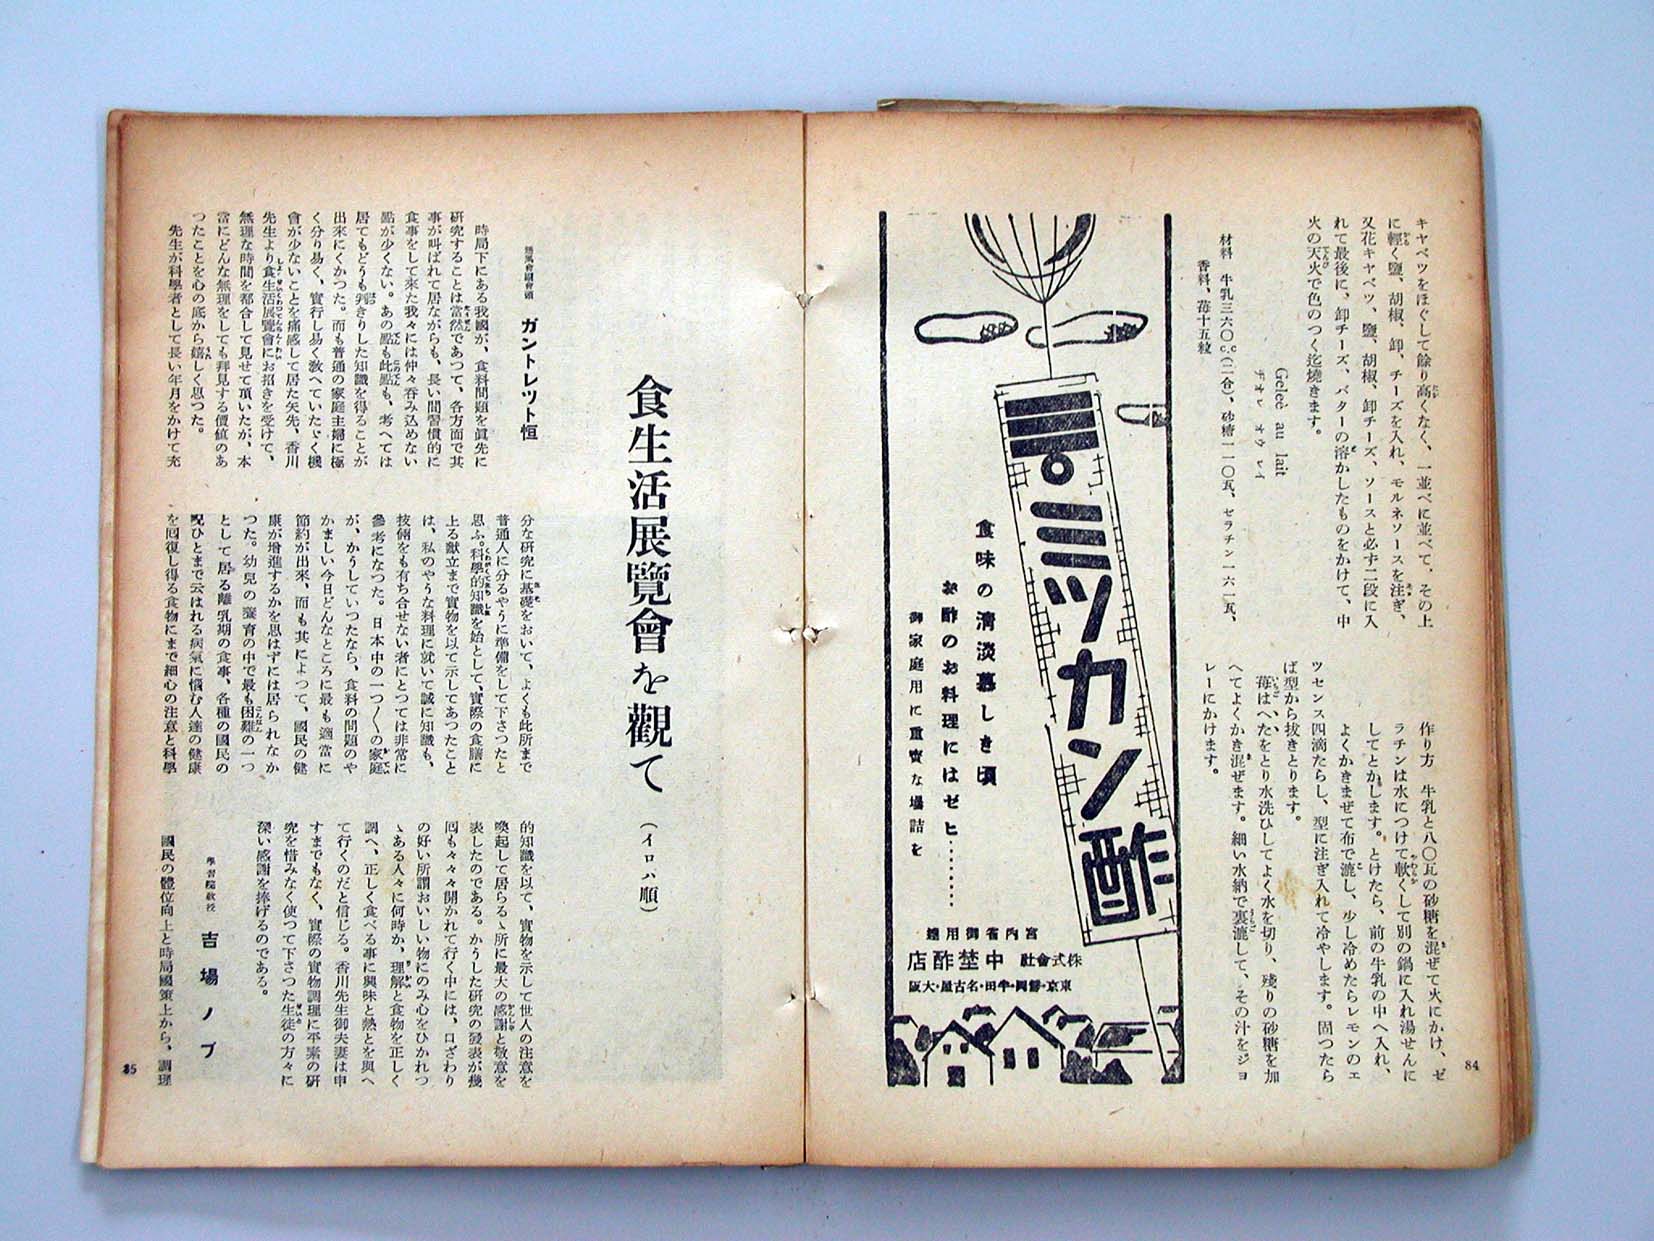 キヤベツをほぐして餘り高くなく、一並べに並べて、その上
に輕く鹽、胡椒、卸、チーズを入れ、モルネソースを注ぎ、
又花キヤベツ、鹽、胡椒、卸チーズ、ソースと必ず二段に入
れて最後に、卸チーズ、バターの溶かしたものをかけて、中
火の天火で色のつく迄燒きます。
Geleé au lait
ヂオレ オウ レイ
材料 牛乳三六〇c.c(二合)、砂糖一一〇瓦、ゼラチン一六―一瓦、
香料、苺十五粒
作り方 牛乳と八〇瓦の砂糖を混ぜて火にかけ、ゼ
ラチンは水につけて軟くして別の鍋に入れ湯せんに
してとかします。とけたら、前の牛乳の中へ入れ、
よくかきまぜて布で漉し、少し冷めたらレモンのエ
ツセンス四滴たらし、型に注ぎ入れて冷やします。固つたら
ば型から拔きとります。
苺はへたをとり水洗ひしてよく水を切り、殘りの砂糖を加
へてよくかき混ぜます。細い水嚢で裏漉して、その汁をジョ
レーにかけます。
ミツカン酢
食味の清淡慕しき頃
お酢のお料理にはゼヒ………
御家庭用に重寳な壜詰を
宮内省御用達
株式會社 中埜酢店
東京・靜岡・半田・名古屋・大阪
84
食生活展覽會を觀て(イロハ順)
矯風會副會頭 ガントレツト恒
時局下にある我國が、食料問題を眞先に
研究することは當然であつて、各方面で其
事が叫ばれて居ながらも、長い間習慣的に
食事をして來た我々には仲々呑み込めない
點が少くない。あの點も此點も、考へては
居てもどうも判きりした知識を得ることが
出來にくかつた。而も普通の家庭主婦に極
く分り易く、實行し易く敎へていたゞく機
會が少ないことを痛感して居た矢先、香川
先生より食生活展覽會にお招きを受けて、
無理な時間を都合して見せて頂いたが、本
當にどんな無理をしても拜見する價値のあ
つたことを心の底から嬉しく思つた。
先生が科學者として長い年月をかけて充
分な研究に基礎をおいて、よくも此所まで
普通人に分るやうに準備をして下さつたと
思ふ。科學的知識を始として、實際の食膳に
上る獻立まで實物を以て示してあつたこと
は、私のやうな料理に就いて誠に知識も、
技倆をも有ち合せない者にとつては非常に
參考になつた。日本中の一つ〱の家庭
が、かうしていつたなら、食料の問題のや
かましい今日どんなところに最も適當に
節約が出來、而も其によつて、國民の健
康が增進するかを思はずには居られなか
つた。幼兒の養育の中で最も困難の一つ
として居る離乳期の食事、各種の國民の
呪ひとまで云はれる病氣に惱む人達の健康
を囘復し得る食物にまで細心の注意と科學
的知識を以て、實物を示して世人の注意を
喚起して居らるゝ所に最大の感謝と敬意を
表したのである。かうした研究の發表が幾
囘も々々開かれて行く中には、口ざわり
の好い所謂おいしい物にのみ心をひかれつ
ゝある人々に何時か、理解と食物を正しく
調へ、正しく食べる事に興味と熱とを與へ
て行くのだと信じる。香川先生御夫妻は申
すまでもなく、實際の實物調理に平素の研
究を惜みなく使つて下さつた生徒の方々に
深い感謝を捧げるのである。
學習院敎授 吉場ノブ
國民の體位向上と時局國策上から、調理
85